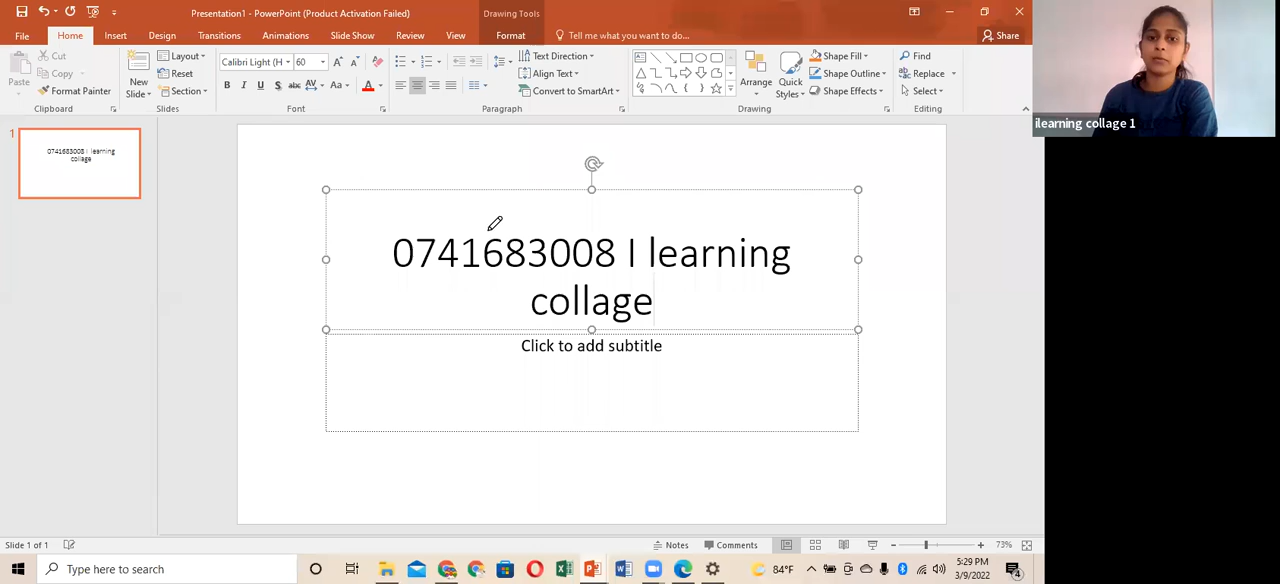 Presentation1 - PowerPoint (Product Activation Failed)
Drawing Tools
File Home Insert Design Transitions Animations Slide Show Review View Format Tell me what you want to do... Share
Paste
Cut
Copy
Format Painter
Clipboard
New Slide
Layout
Reset
Section
Slides
Calibri Light (H 60
B I U S abc AV Aa A
Font
Text Direction
Align Text
Convert to SmartArt
Paragraph
Arrange
Quick Styles
Shape Fill
Shape Outline
Shape Effects
Drawing
Find
Replace
Select
Editing
ilearning collage 1
1
0741683008 I learning
collage
0741683008 I learning
collage
Click to add subtitle
Slide 1 of 1
Notes
Comments
73%
Type here to search
84°F
5:29 PM
3/9/2022
4